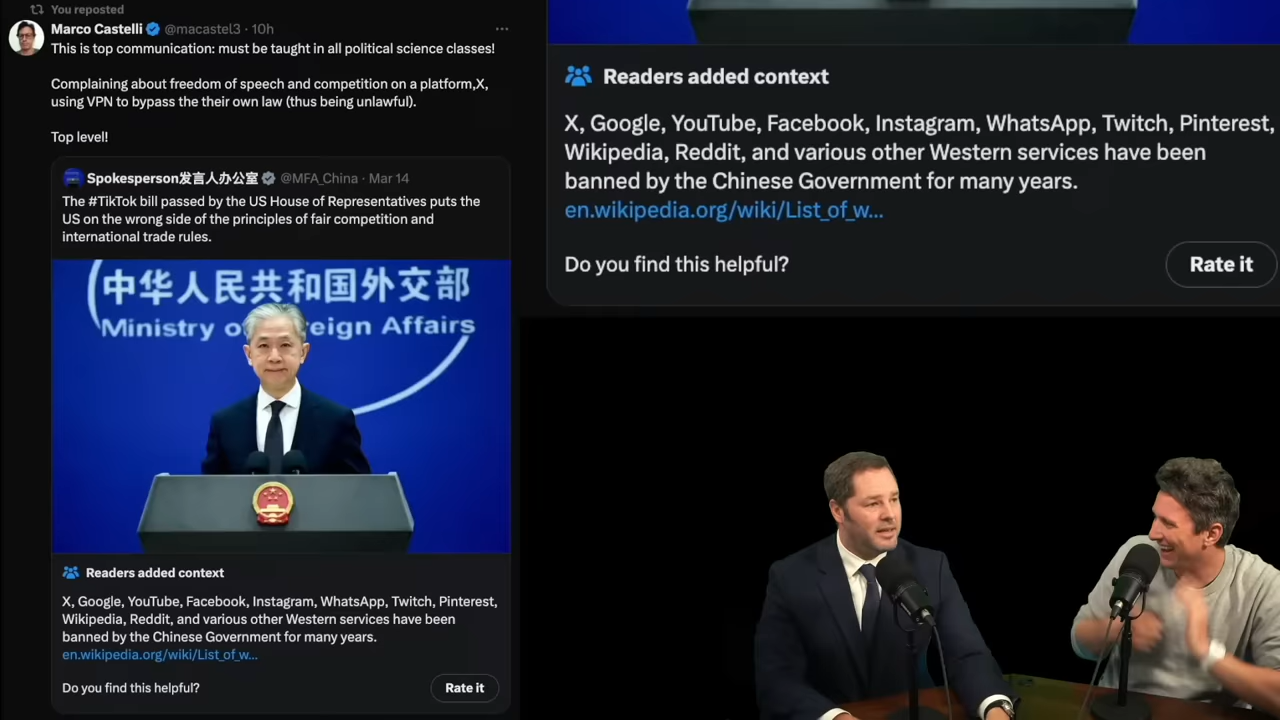 You reposted
Marco Castelli @macastel3 · 10h
This is top communication: must be taught in all political science classes!
Complaining about freedom of speech and competition on a platform,X,
using VPN to bypass the their own law (thus being unlawful).
Top level!
Spokesperson发言人办公室 @MFA_China · Mar 14
The #TikTok bill passed by the US House of Representatives puts the
US on the wrong side of the principles of fair competition and
international trade rules.
中华人民共和国外交部
Ministry of Foreign Affairs
Readers added context
X, Google, YouTube, Facebook, Instagram, WhatsApp, Twitch, Pinterest,
Wikipedia, Reddit, and various other Western services have been
banned by the Chinese Government for many years.
en.wikipedia.org/wiki/List_of_w...
Do you find this helpful?
Rate it
Readers added context
X, Google, YouTube, Facebook, Instagram, WhatsApp, Twitch, Pinterest,
Wikipedia, Reddit, and various other Western services have been
banned by the Chinese Government for many years.
en.wikipedia.org/wiki/List_of_w...
Do you find this helpful?
Rate it